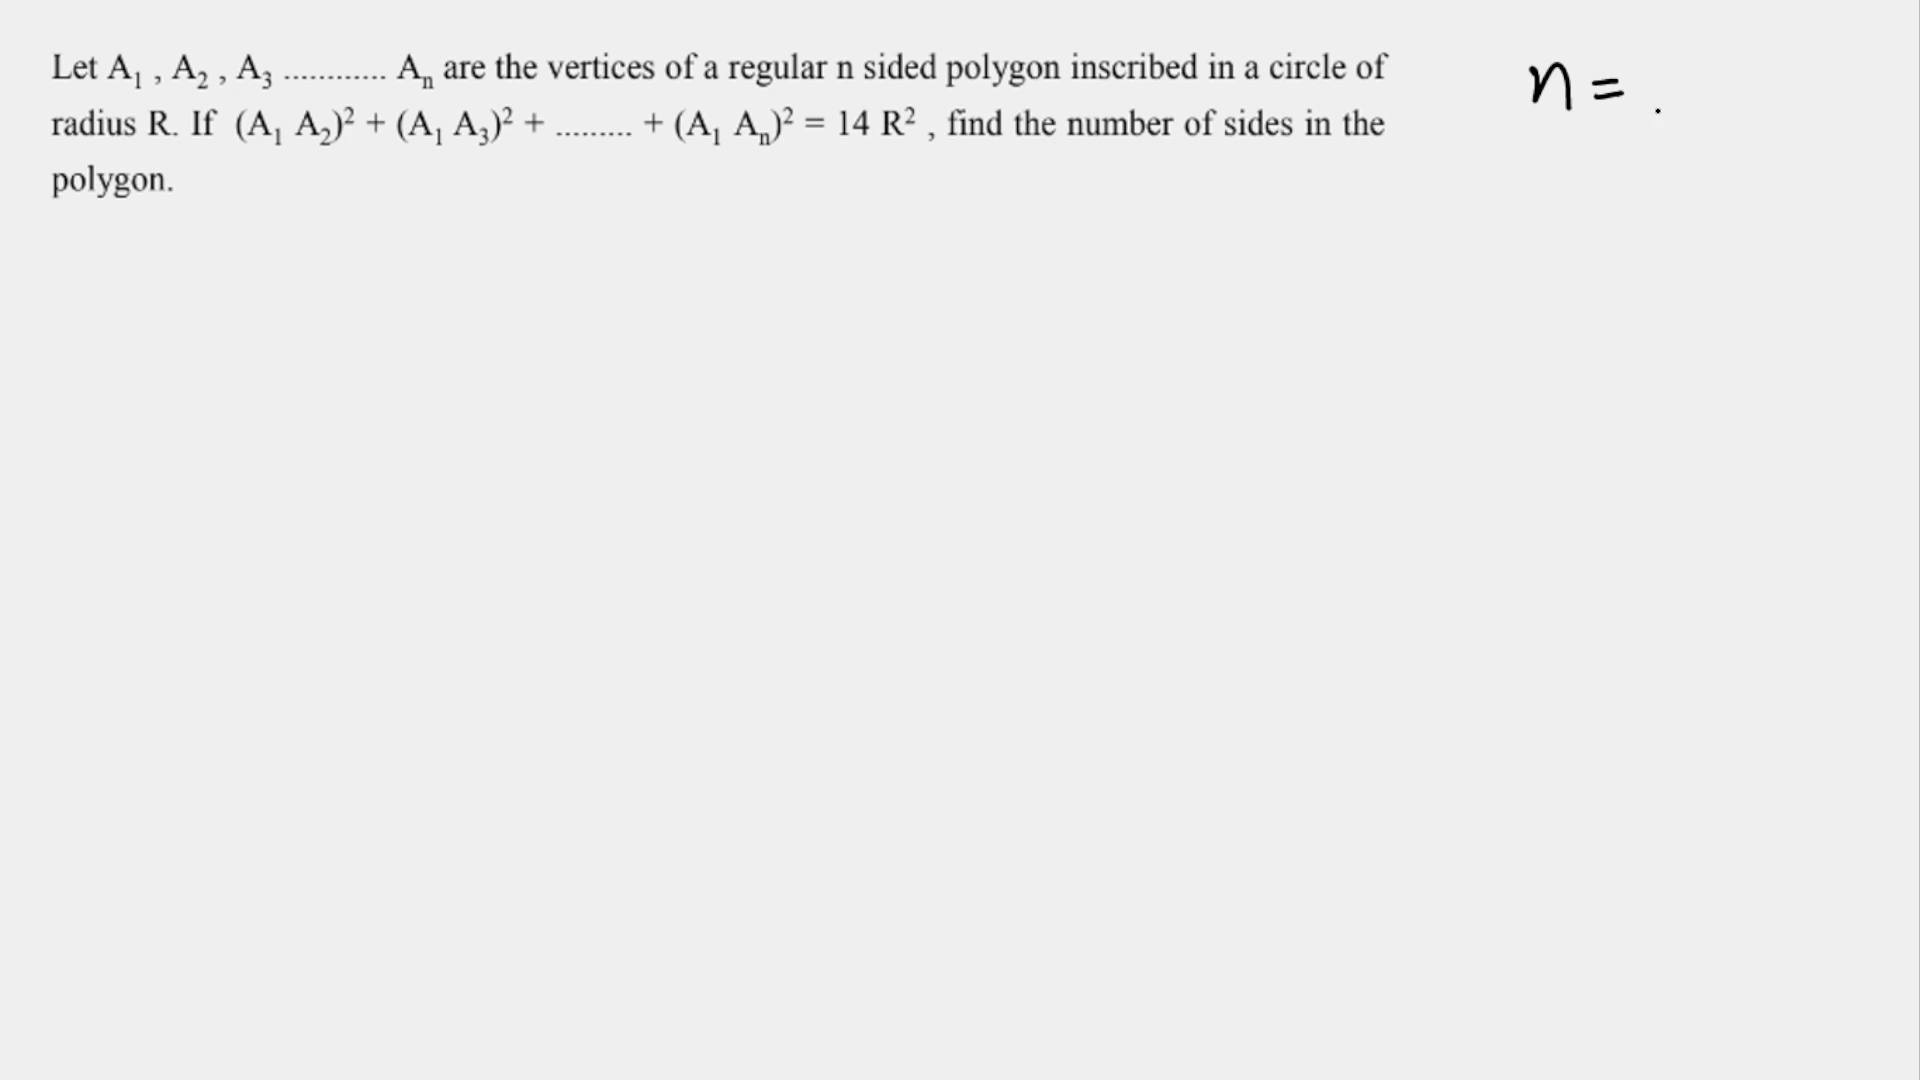 Let A₁ , A₂ , A₃ ............ Aₙ are the vertices of a regular n sided polygon inscribed in a circle of
radius R. If (A₁ A₂)² + (A₁ A₃)² + ......... + (A₁ Aₙ)² = 14 R² , find the number of sides in the
polygon.
n = .